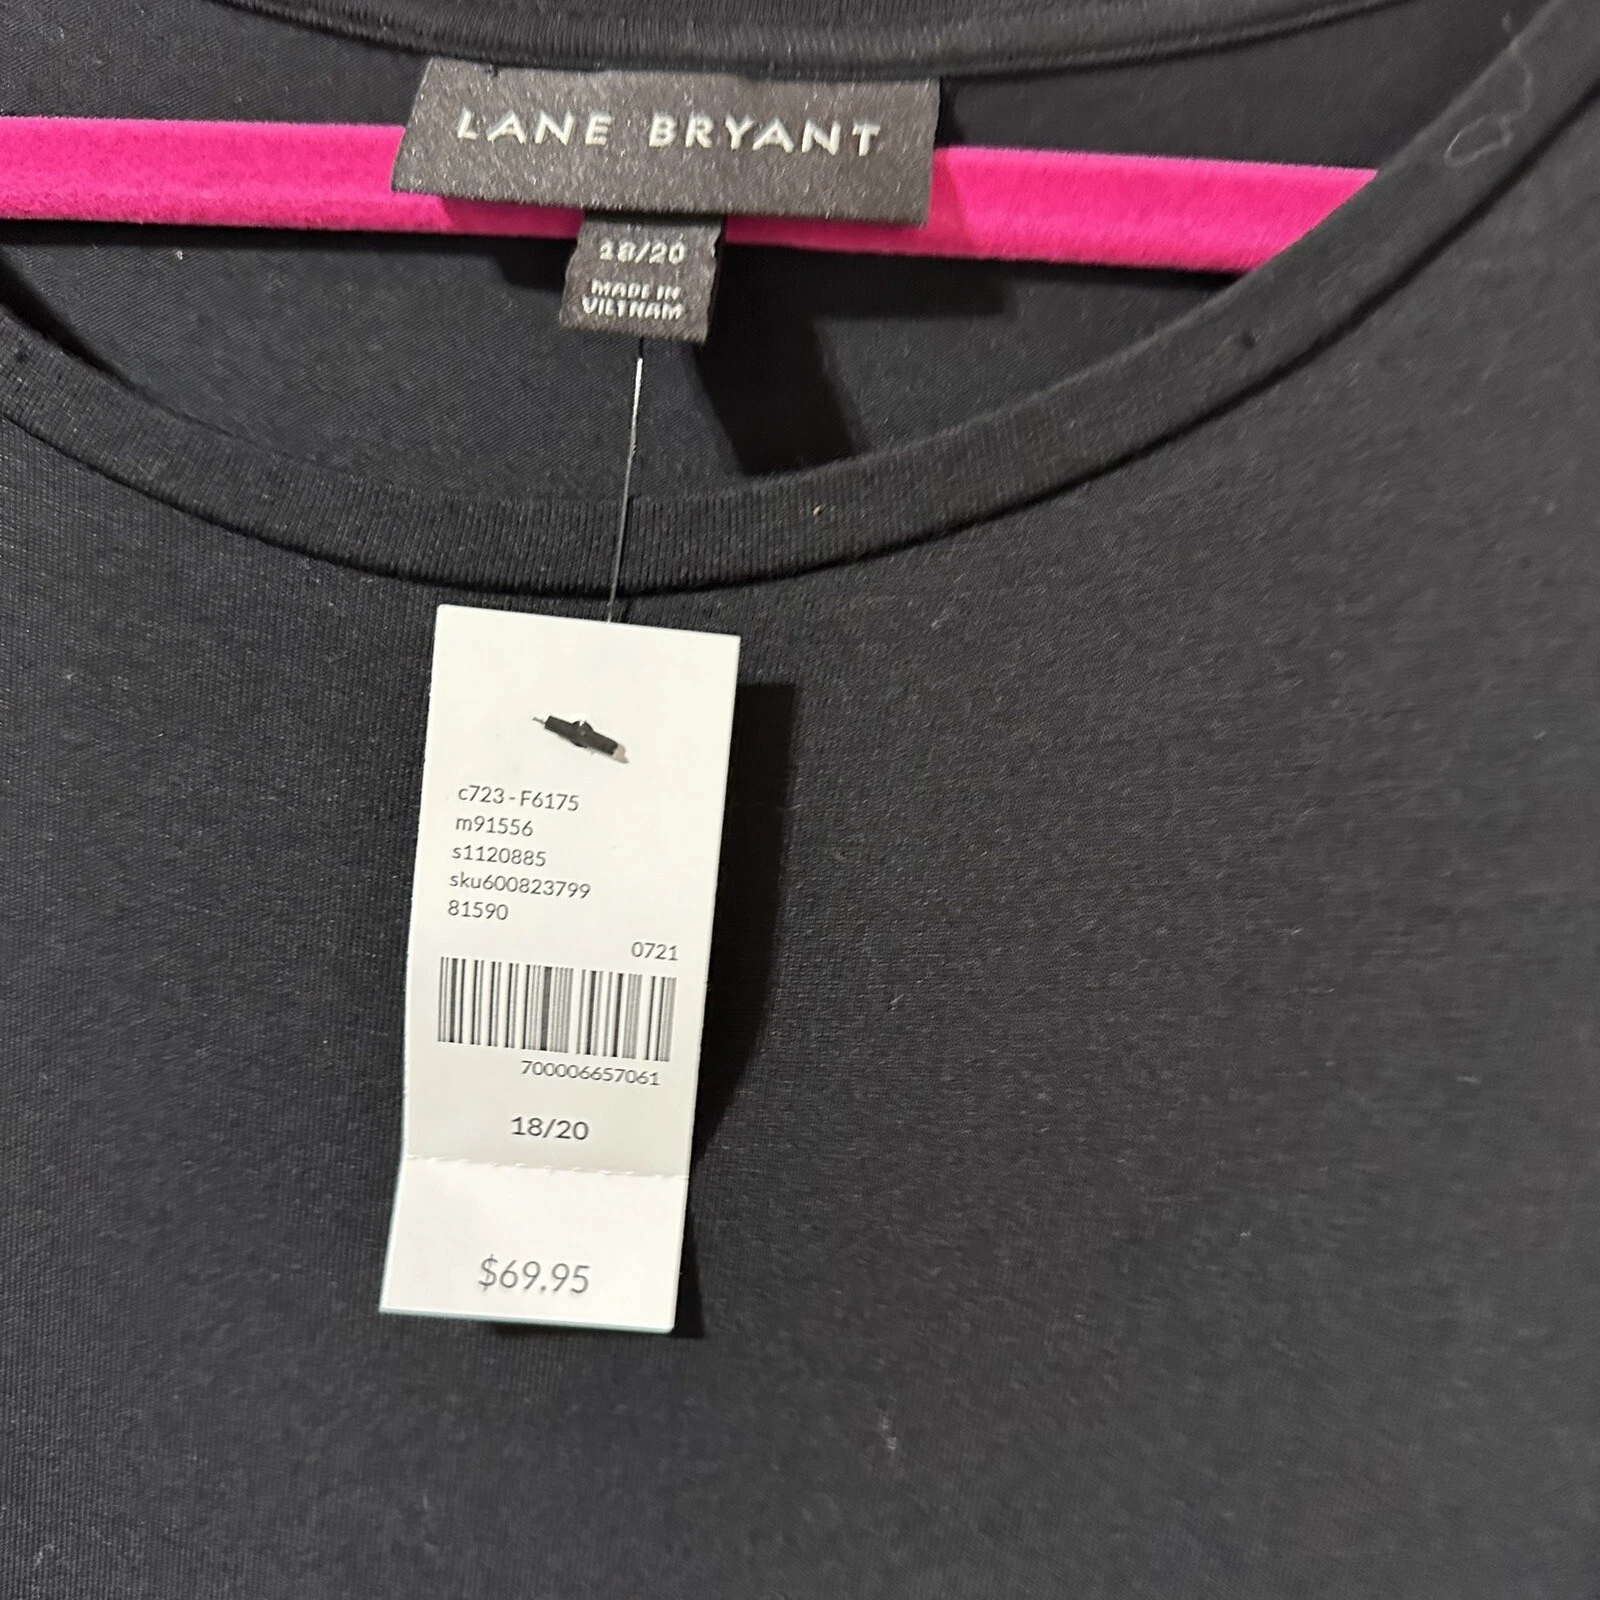 LANE BRYANT
18/20
MADE IN
VIETNAM
c723-F6175
m91556
s1120885
sku600823799
81590
0721
700006657061
18/20
$69.95